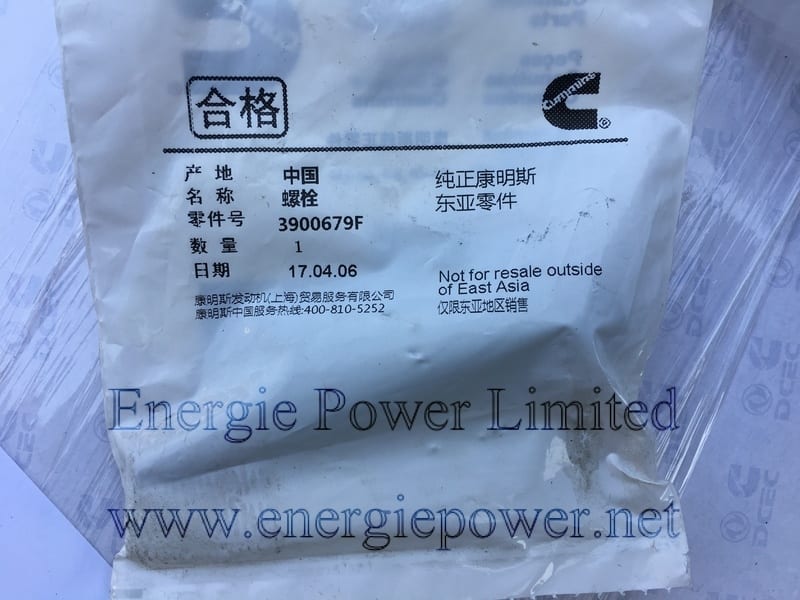 合格
Cummins
®
产 地 中国
名 称 螺栓
零件号 3900679F
数 量 1
日期 17.04.06
纯正康明斯
东亚零件
康明斯发动机(上海)贸易服务有限公司
康明斯中国服务热线:400-810-5252
Not for resale outside
of East Asia
仅限东亚地区销售
Energie Power Limited
www.energiepower.net
DCEC
DCEC
DCEC